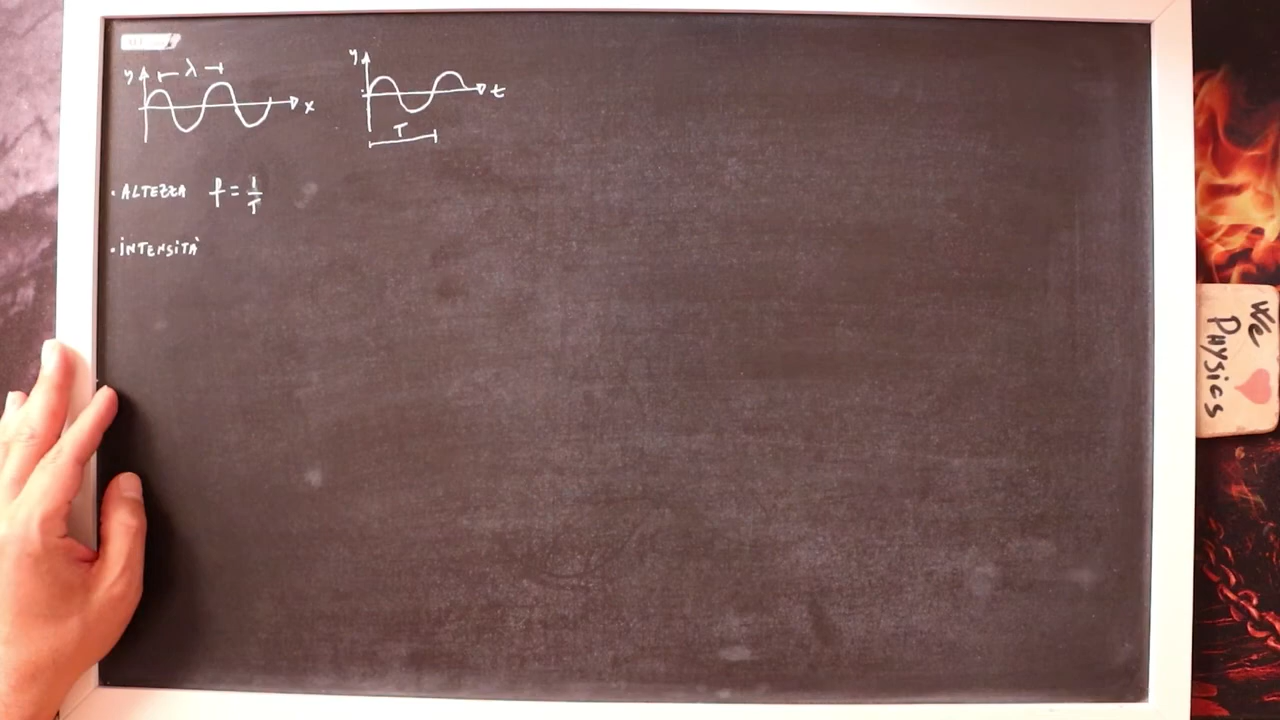 y λ x
y t
T
• ALTEZZA f = 1/T
• INTENSITÀ
We
PHYSICS